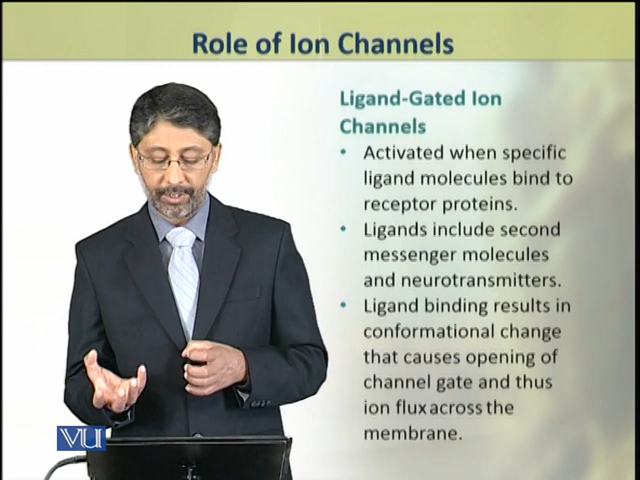 Role of Ion Channels
Ligand-Gated Ion
Channels
• Activated when specific
ligand molecules bind to
receptor proteins.
• Ligands include second
messenger molecules
and neurotransmitters.
• Ligand binding results in
conformational change
that causes opening of
channel gate and thus
ion flux across the
membrane.
VU